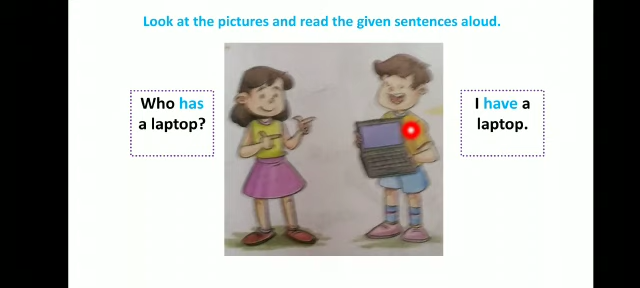 Look at the pictures and read the given sentences aloud.
Who has
a laptop?
I have a
laptop.